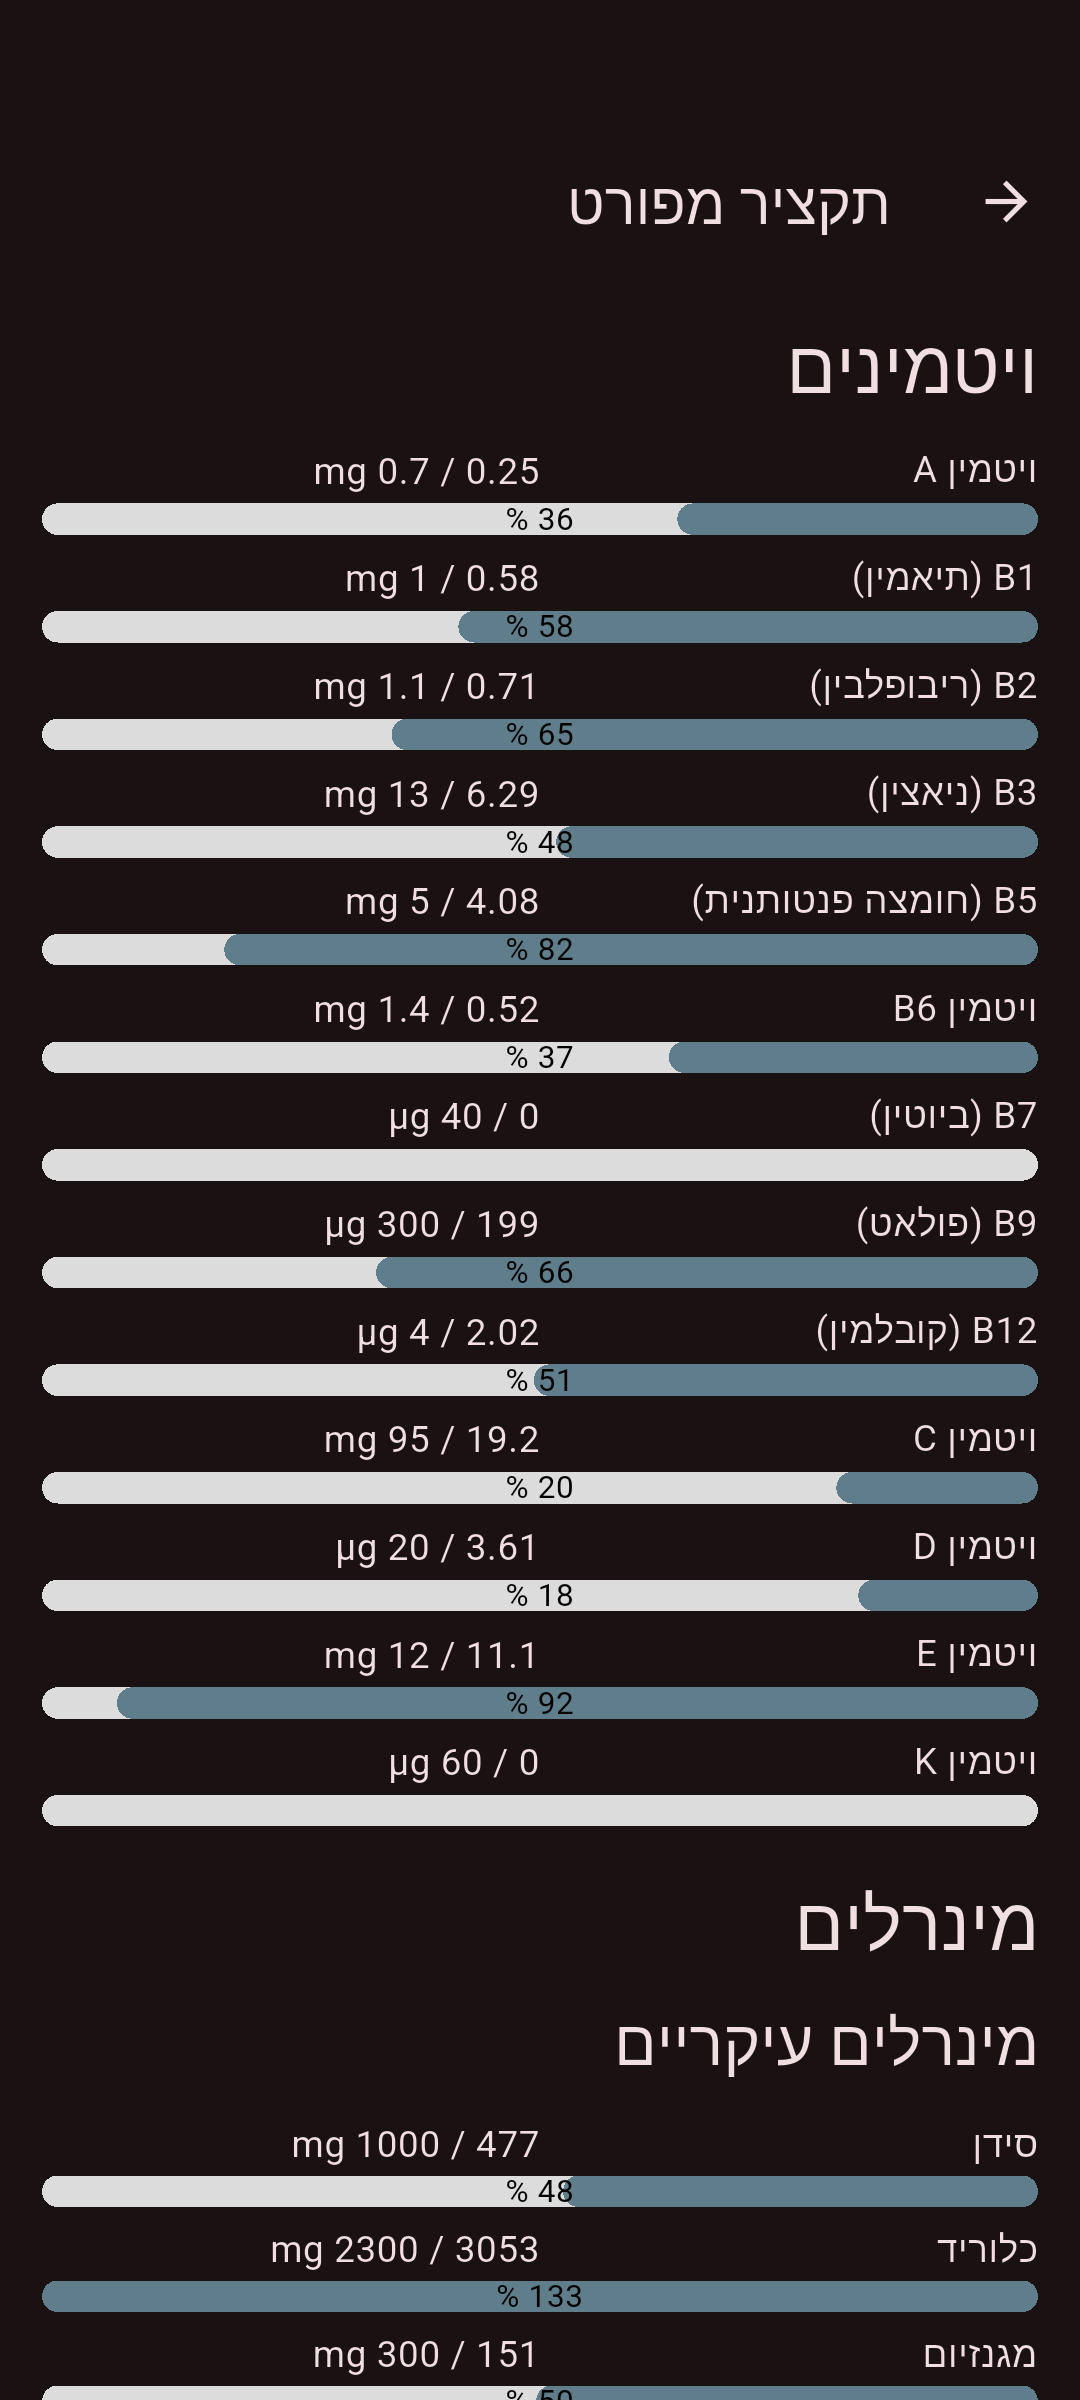 תקציר מפורט
ויטמינים
ויטמין A 0.25 / 0.7 mg
36 %
B1 (תיאמין) 0.58 / 1 mg
58 %
B2 (ריבופלבין) 0.71 / 1.1 mg
65 %
B3 (ניאצין) 6.29 / 13 mg
48 %
B5 (חומצה פנטותנית) 4.08 / 5 mg
82 %
ויטמין B6 0.52 / 1.4 mg
37 %
B7 (ביוטין) 0 / 40 µg
B9 (פולאט) 199 / 300 µg
66 %
B12 (קובלמין) 2.02 / 4 µg
51 %
ויטמין C 19.2 / 95 mg
20 %
ויטמין D 3.61 / 20 µg
18 %
ויטמין E 11.1 / 12 mg
92 %
ויטמין K 0 / 60 µg
מינרלים
מינרלים עיקריים
סידן 477 / 1000 mg
48 %
כלוריד 3053 / 2300 mg
133 %
מגנזיום 151 / 300 mg
50 %